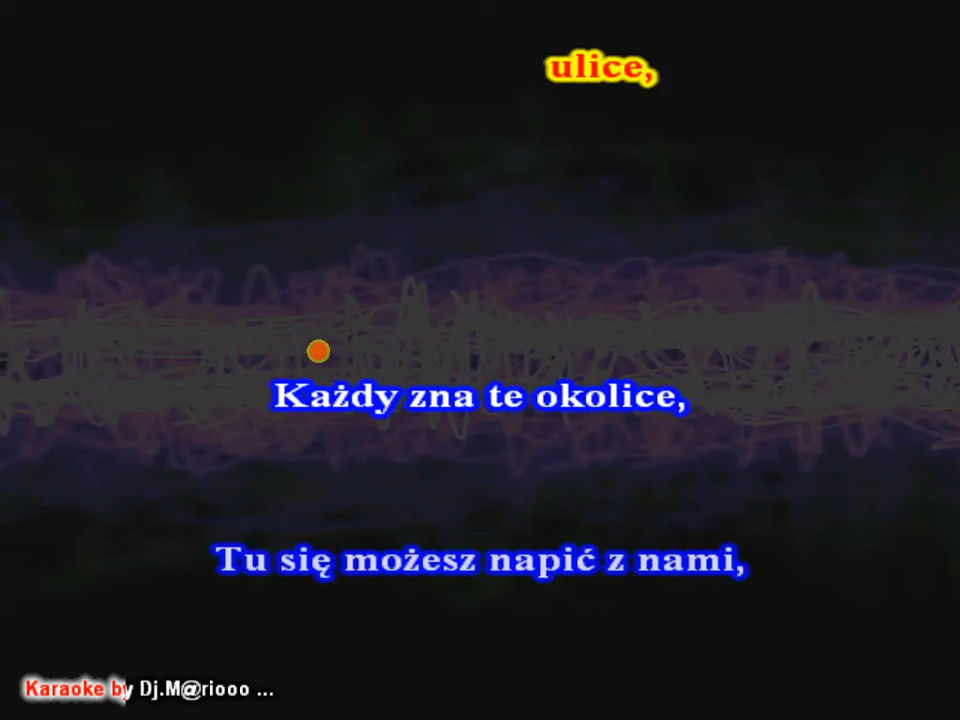 ulice,
Każdy zna te okolice,
Tu się możesz napić z nami,
Karaoke by Dj.M@riooo ...